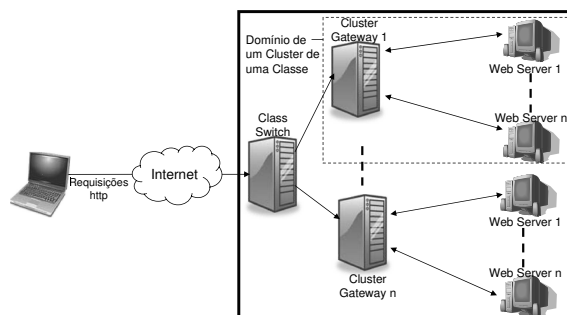 Cluster
Gateway 1
Domínio de
um Cluster de
uma Classe
Web Server 1
Class
Switch
Web Server n
Internet
Requisições
http
Web Server 1
Cluster
Gateway n
Web Server n